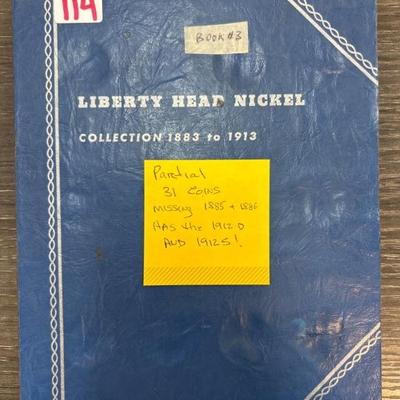 114
BOOK #3
LIBERTY HEAD NICKEL
COLLECTION 1883 to 1913
Partial
31 COINS
MISSING 1885 + 1886
HAS the 1912 D
AND 1912 S!